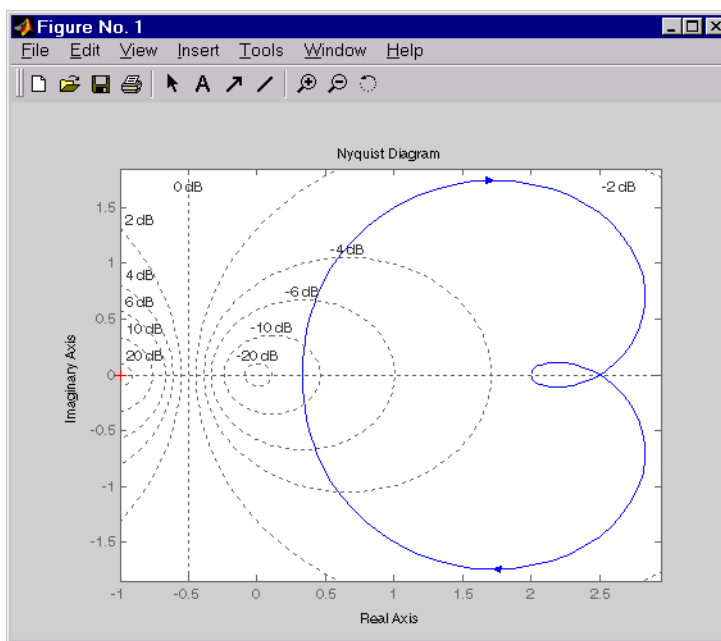 Figure No. 1
File Edit View Insert Tools Window Help
A
Nyquist Diagram
0 dB
-2 dB
2 dB
-4 dB
4 dB
-6 dB
6 dB
-10 dB
10 dB
-20 dB
20 dB
1.5
1
0.5
0
-0.5
-1
-1.5
Imaginary Axis
-1 -0.5 0 0.5 1 1.5 2 2.5
Real Axis